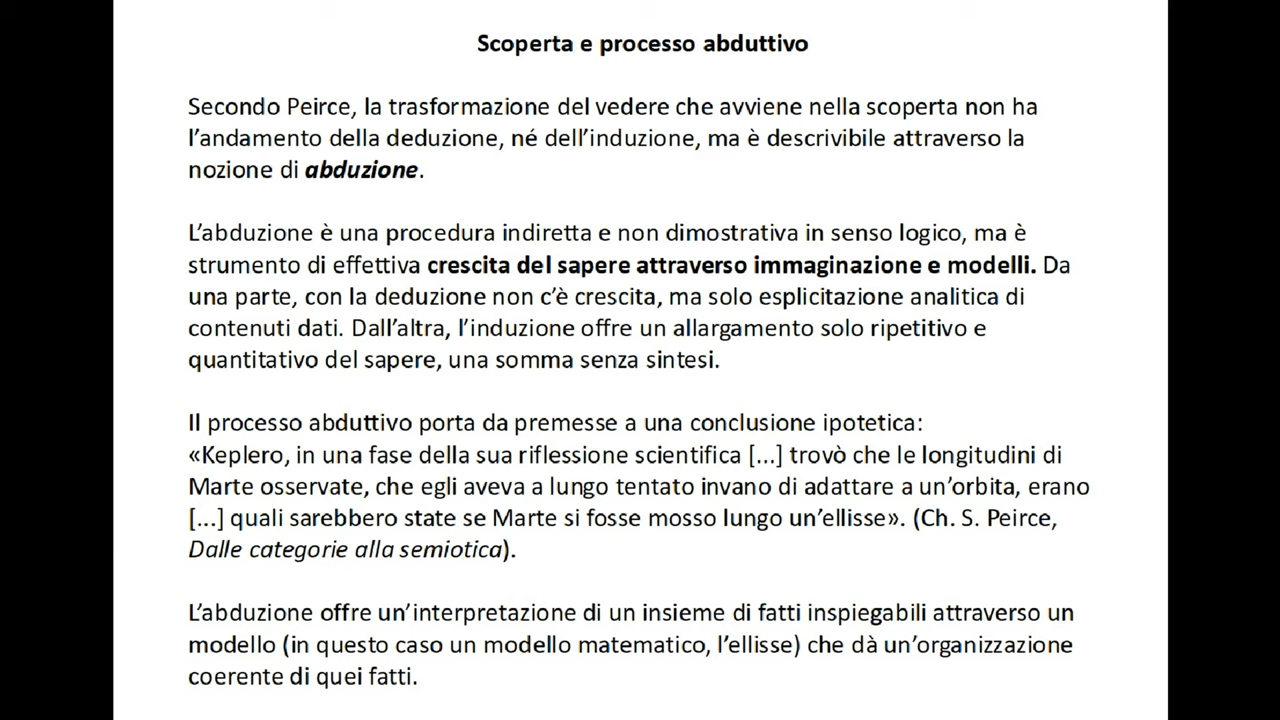 Scoperta e processo abduttivo
Secondo Peirce, la trasformazione del vedere che avviene nella scoperta non ha
l’andamento della deduzione, né dell’induzione, ma è descrivibile attraverso la
nozione di abduzione.
L’abduzione è una procedura indiretta e non dimostrativa in senso logico, ma è
strumento di effettiva crescita del sapere attraverso immaginazione e modelli. Da
una parte, con la deduzione non c’è crescita, ma solo esplicitazione analitica di
contenuti dati. Dall’altra, l’induzione offre un allargamento solo ripetitivo e
quantitativo del sapere, una somma senza sintesi.
Il processo abduttivo porta da premesse a una conclusione ipotetica:
«Keplero, in una fase della sua riflessione scientifica [...] trovò che le longitudini di
Marte osservate, che egli aveva a lungo tentato invano di adattare a un’orbita, erano
[...] quali sarebbero state se Marte si fosse mosso lungo un’ellisse». (Ch. S. Peirce,
Dalle categorie alla semiotica).
L’abduzione offre un’interpretazione di un insieme di fatti inspiegabili attraverso un
modello (in questo caso un modello matematico, l’ellisse) che dà un’organizzazione
coerente di quei fatti.